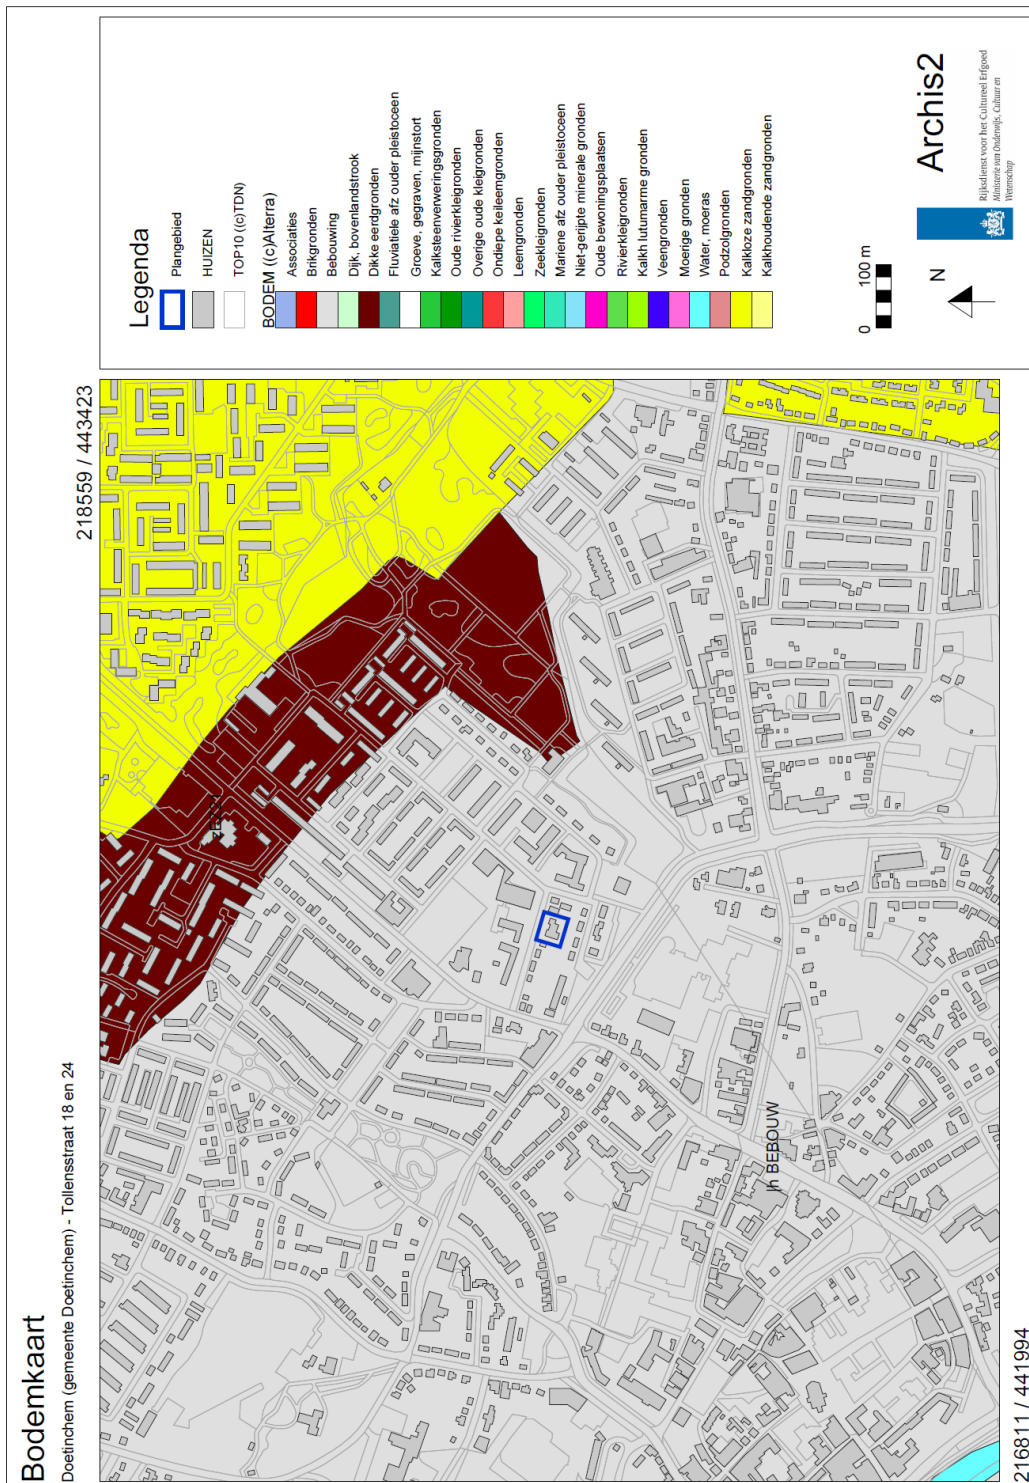 Bodemkaart
Doetinchem (gemeente Doetinchem) - Tollensstraat 18 en 24
218559 / 443423
216811 / 441994
zEZ21
|h BEBOUW
Legenda
Plangebied
HUIZEN
TOP10 ((c)TDN)
BODEM ((c)Alterra)
Associaties
Brikgronden
Bebouwing
Dijk, bovenlandstrook
Dikke eerdgronden
Fluviatiele afz ouder pleistoceen
Groeve, gegraven, mijnstort
Kalksteenverweringsgronden
Oude rivierkleigronden
Overige oude kleigronden
Ondiepe keileemgronden
Leemgronden
Zeekleigronden
Mariene afz ouder pleistoceen
Niet-gerijpte minerale gronden
Oude bewoningsplaatsen
Rivierkleigronden
Kalkh lutumarme gronden
Veengronden
Moerige gronden
Water, moeras
Podzolgronden
Kalkloze zandgronden
Kalkhoudende zandgronden
0 100 m
N
Archis2
Rijksdienst voor het Cultureel Erfgoed
Ministerie van Onderwijs, Cultuur en
Wetenschap